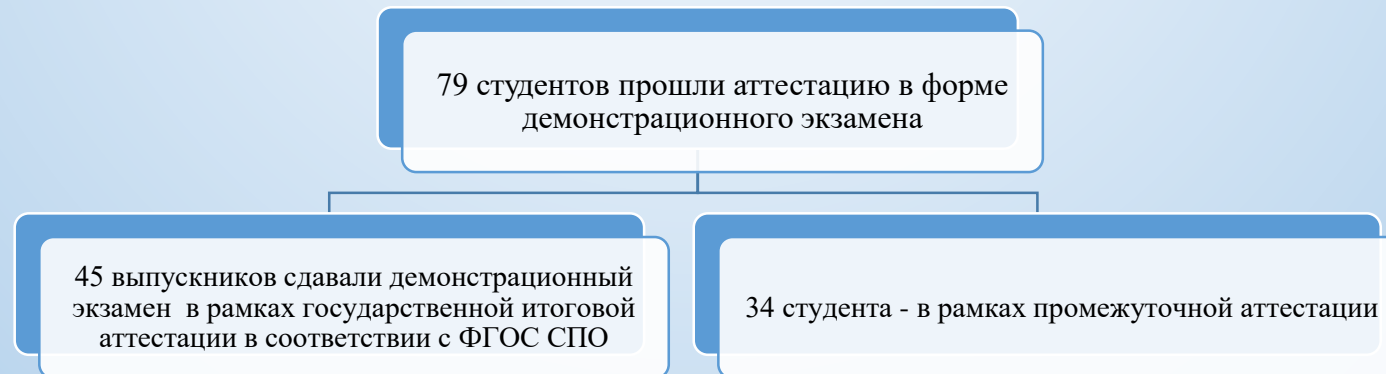 79 студентов прошли аттестацию в форме
демонстрационного экзамена
45 выпускников сдавали демонстрационный
экзамен в рамках государственной итоговой
аттестации в соответствии с ФГОС СПО
34 студента - в рамках промежуточной аттестации